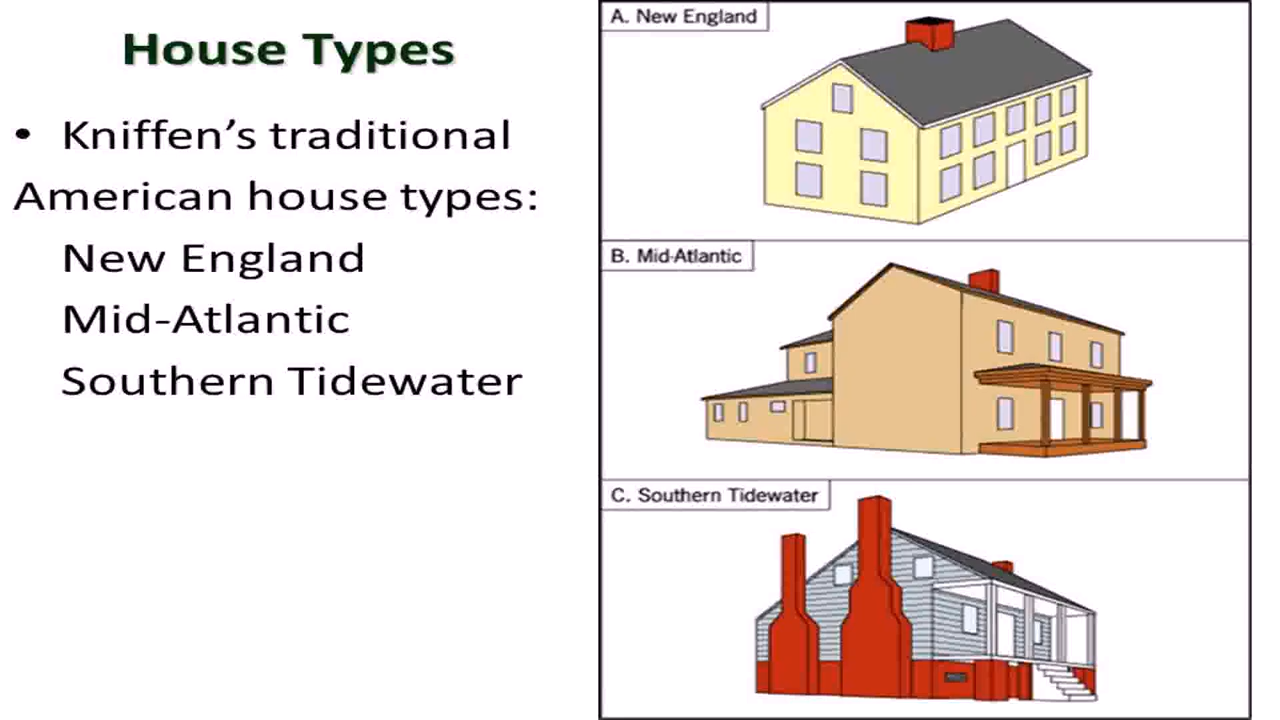 House Types
• Kniffen's traditional
American house types:
New England
Mid-Atlantic
Southern Tidewater
A. New England
B. Mid-Atlantic
C. Southern Tidewater